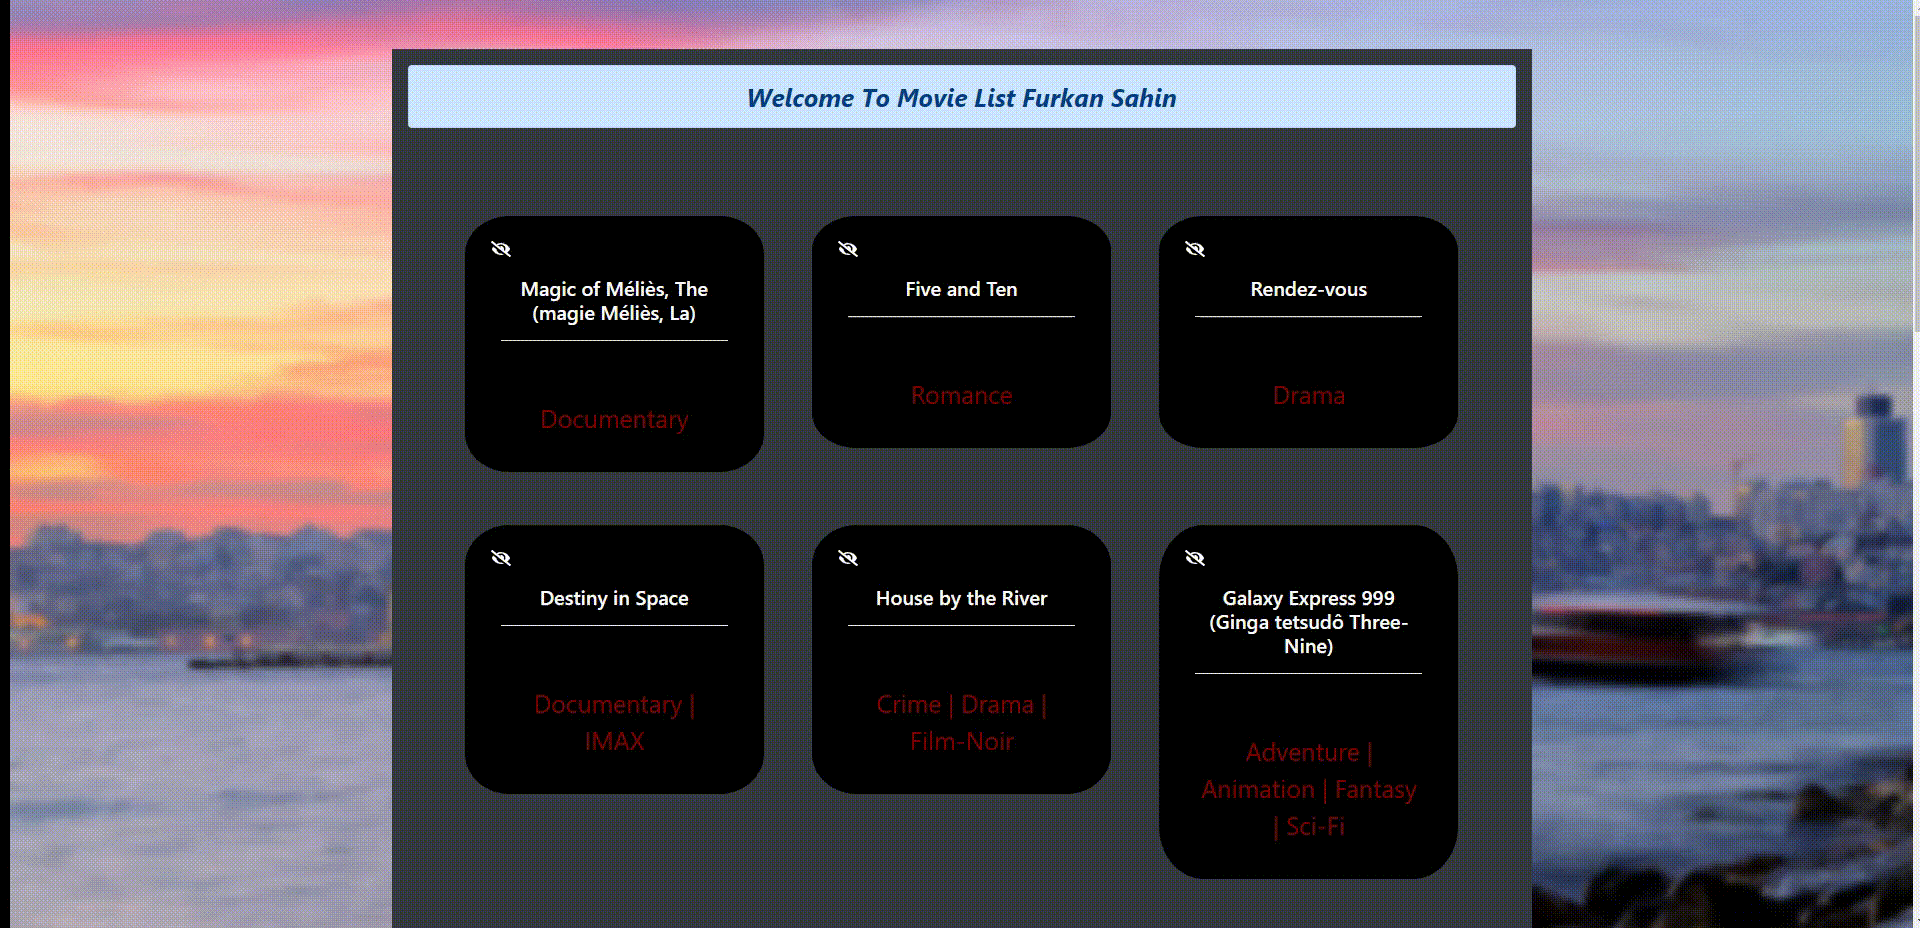 Welcome To Movie List Furkan Sahin
Magic of Méliès, The
(magie Méliès, La)
Documentary
Five and Ten
Romance
Rendez-vous
Drama
Destiny in Space
Documentary |
IMAX
House by the River
Crime | Drama |
Film-Noir
Galaxy Express 999
(Ginga tetsudô Three-
Nine)
Adventure |
Animation | Fantasy
| Sci-Fi